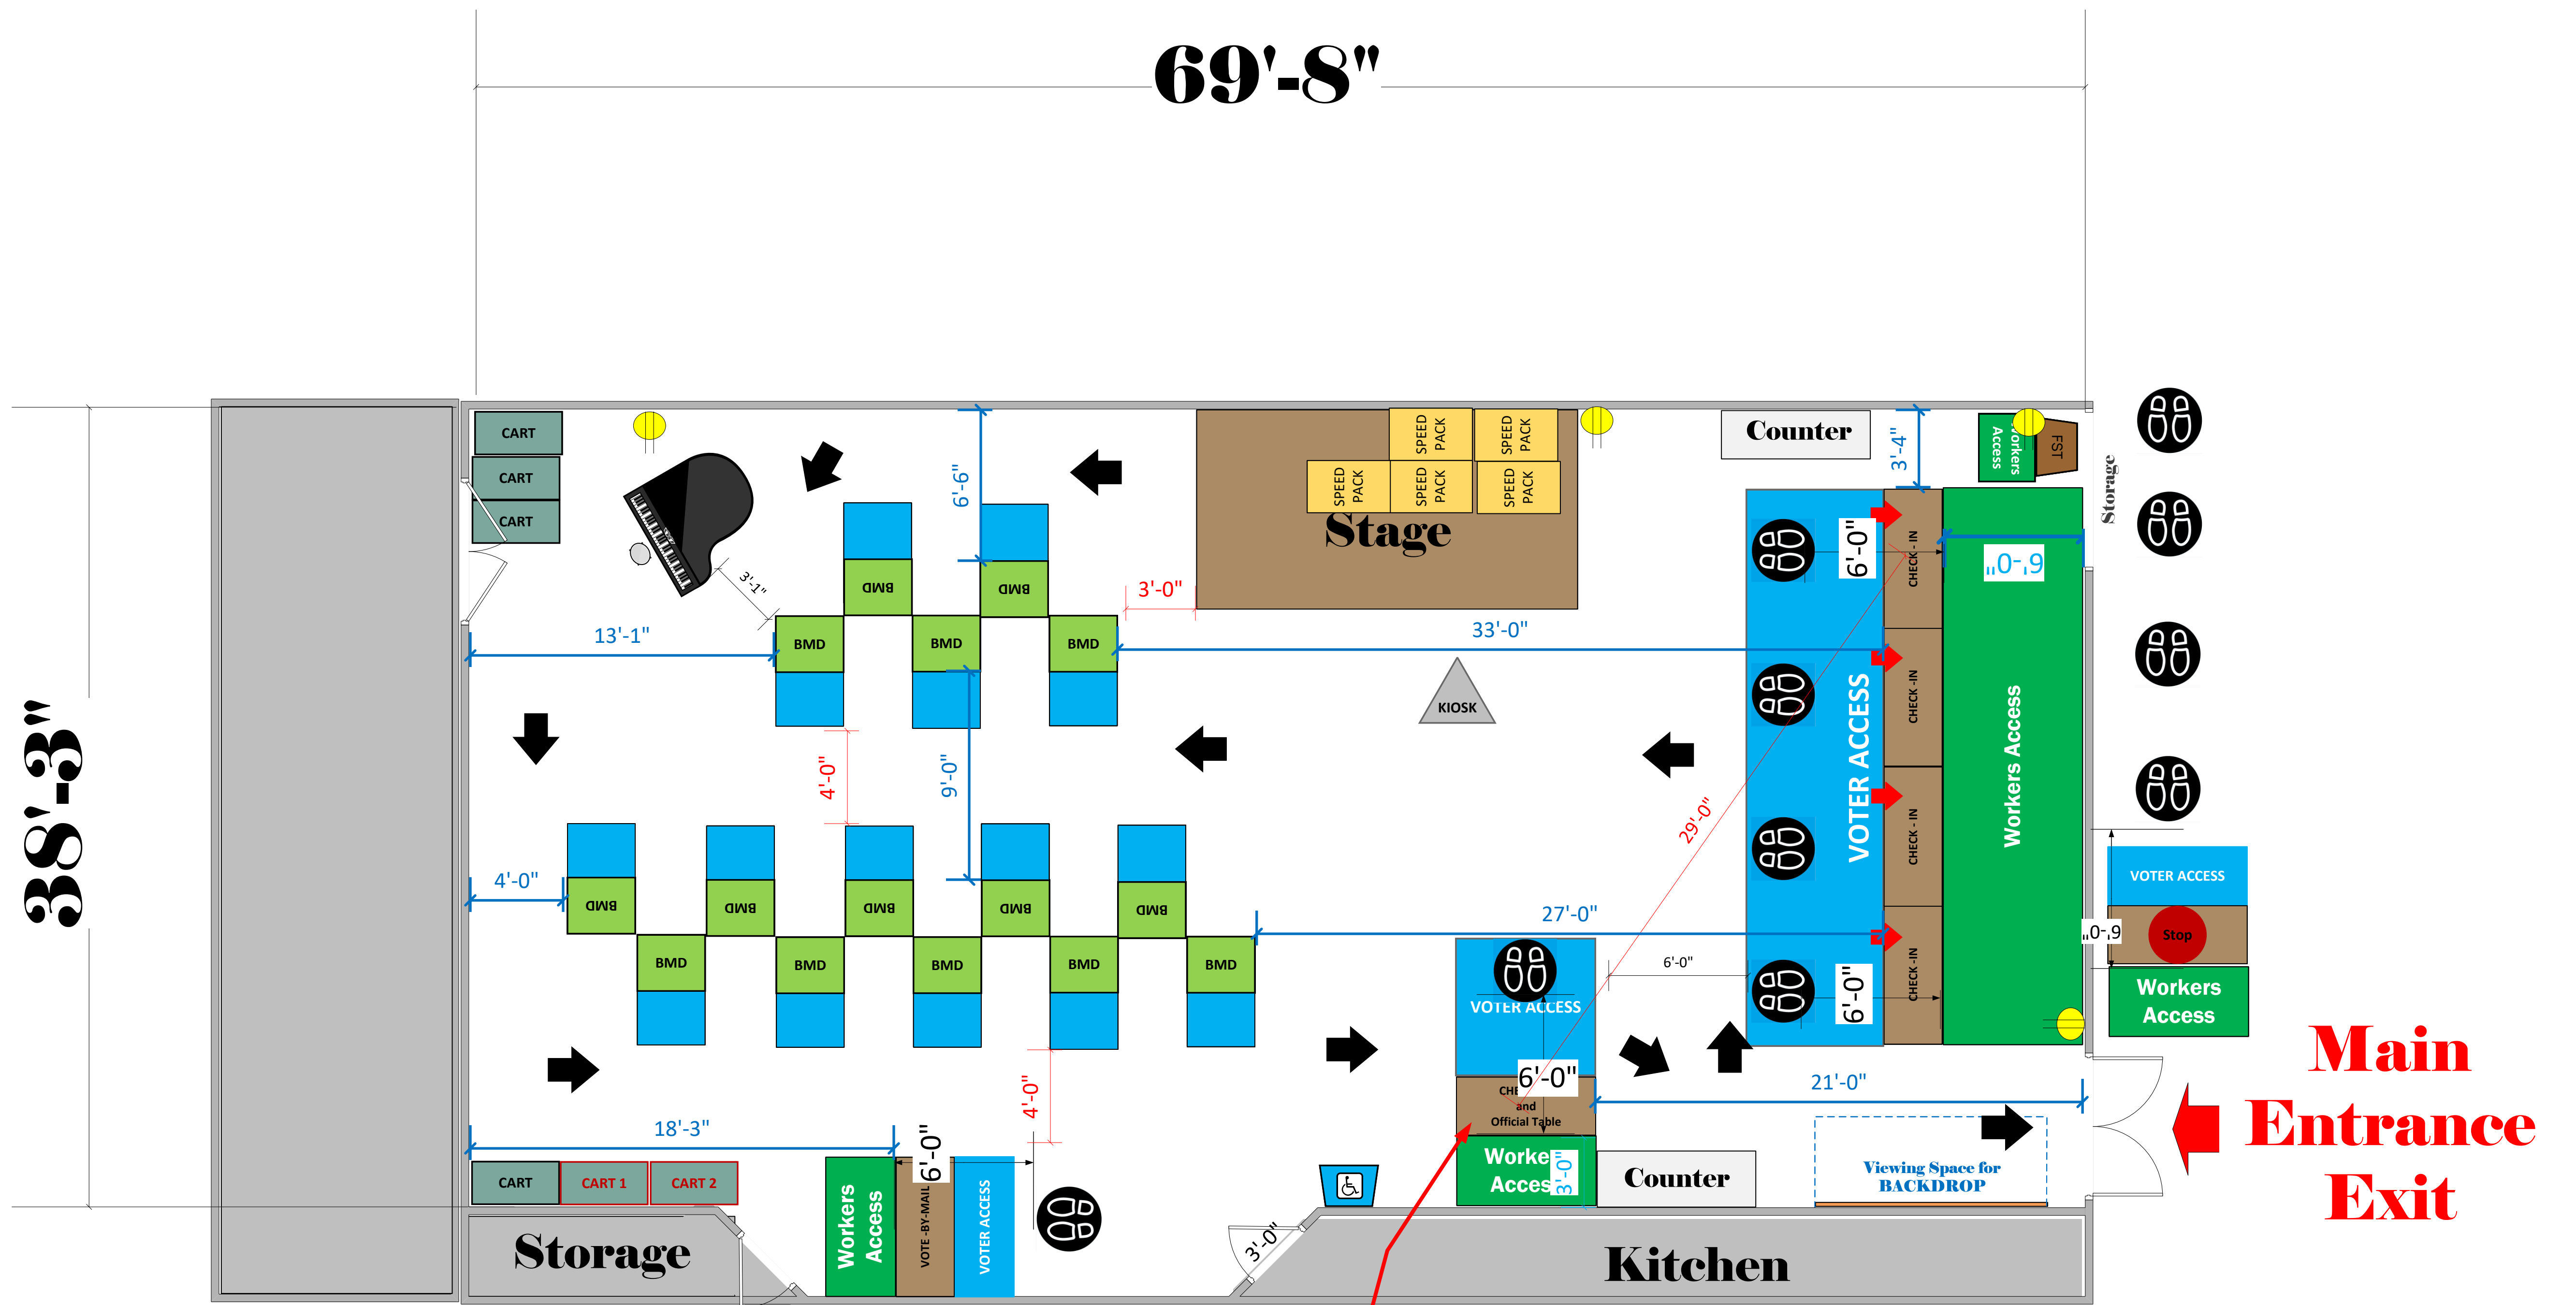 69'-8"
38'-3"
CART
CART
CART
6'-6"
SPEED
PACK
SPEED
PACK
SPEED
PACK
SPEED
PACK
SPEED
PACK
Stage
Counter
3'-4"
Workers
Access
FST
Storage
3'-1"
BMD
BMD
13'-1"
BMD
BMD
BMD
3'-0"
33'-0"
KIOSK
6'-0"
CHECK - IN
CHECK -IN
CHECK - IN
CHECK -IN
6'-0"
VOTER ACCESS
Workers Access
6'-0"
4'-0"
9'-0"
29'-0"
4'-0"
BMD
BMD
BMD
BMD
BMD
BMD
BMD
BMD
BMD
BMD
27'-0"
6'-0"
VOTER ACCESS
6'-0"
and
Official Table
3'-0"
VOTER ACCESS
Stop
6'-0"
Workers
Access
Main
Entrance
Exit
21'-0"
4'-0"
18'-3"
6'-0"
CART
CART 1
CART 2
Workers
Access
VOTE -BY-MAIL
VOTER ACCESS
Counter
Viewing Space for
BACKDROP
Storage
3'-0"
Kitchen